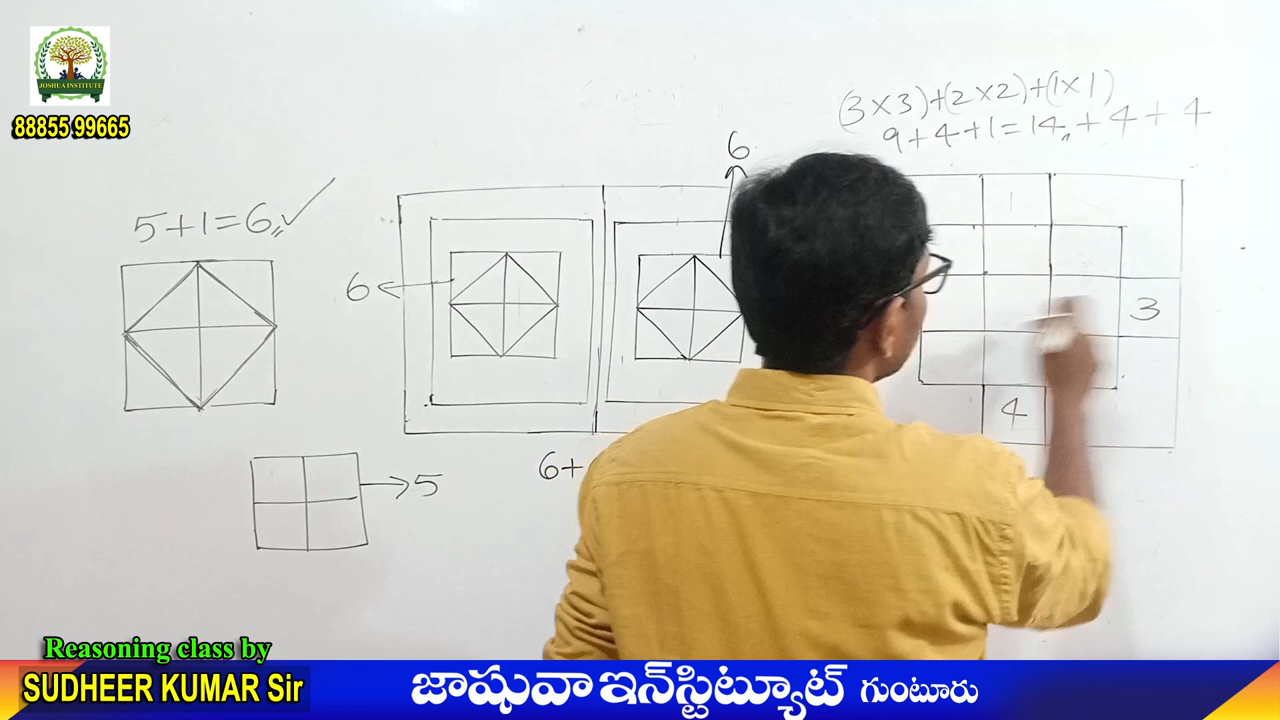 JOSHUA INSTITUTE
88855 99665
(3×3)+(2×2)+(1×1)
9+4+1=14,,+4+4
6
5+1=6,,✓
1
6
3
4
6+
5
Reasoning class by
SUDHEER KUMAR Sir
జాషువా ఇన్‌స్టిట్యూట్ గుంటూరు